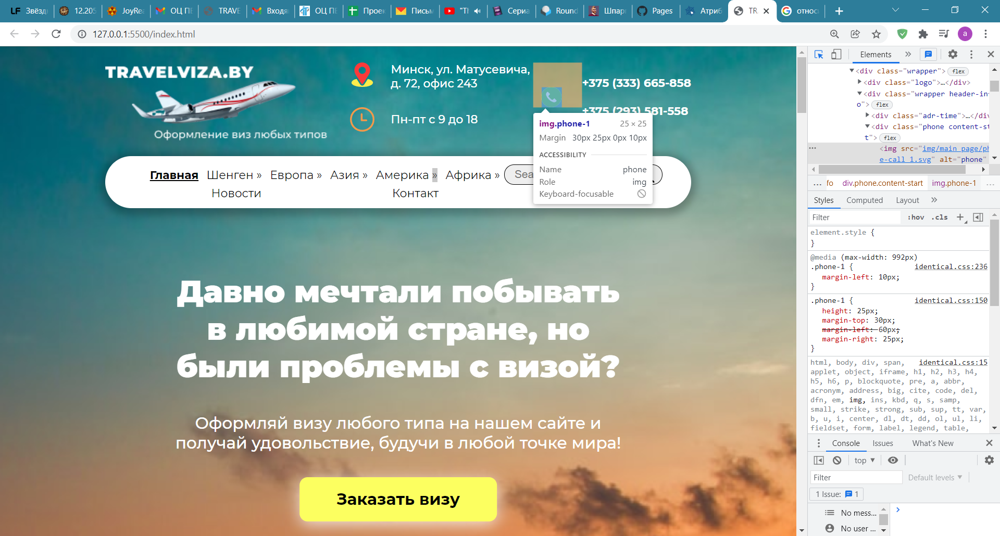 LF Звёзд
12.205
JoyRea
ОЦ ПЕ
TRAVE
Входя
ОЦ ПЕ
Проек
Письм
"Th
Сериа
Round
Шпар
Pages
Атриб
TR
относ
127.0.0.1:5500/index.html
a
TRAVELVIZA.BY
Оформление виз любых типов
Минск, ул. Матусевича,
д. 72, офис 243
Пн-пт с 9 до 18
+375 (333) 665-858
+375 (293) 581-558
img.phone-1 25 × 25
Margin 30px 25px 0px 10px
ACCESSIBILITY
Name phone
Role img
Keyboard-focusable
Главная Шенген » Европа » Азия » Америка » Африка » Sea
Новости Контакт
Давно мечтали побывать
в любимой стране, но
были проблемы с визой?
Оформляй визу любого типа на нашем сайте и
получай удовольствие, будучи в любой точке мира!
Заказать визу
Elements »
▼<div class="wrapper"> flex
▶<div class="logo">…</div>
▼<div class="wrapper header-in
o"> flex
▶<div class="adr-time">…</div
▼<div class="phone content-st
t"> flex
… <img src="img/main page/ph
e-call 1.svg" alt="phone"
… fo div.phone.content-start img.phone-1 …
Styles Computed Layout »
Filter :hov .cls +
element.style {
}
@media (max-width: 992px)
.phone-1 { identical.css:236
margin-left: 10px;
}
.phone-1 { identical.css:150
height: 25px;
margin-top: 30px;
margin-left: 60px;
margin-right: 25px;
}
html, body, div, span, identical.css:15
applet, object, iframe, h1, h2, h3, h4,
h5, h6, p, blockquote, pre, a, abbr,
acronym, address, big, cite, code, del,
dfn, em, img, ins, kbd, q, s, samp,
small, strike, strong, sub, sup, tt, var,
b, u, i, center, dl, dt, dd, ol, ul, li,
fieldset, form, label, legend, table,
Console Issues What's New
top ▼
Filter Default levels ▼
1 Issue: 1
No mess...
No user ...